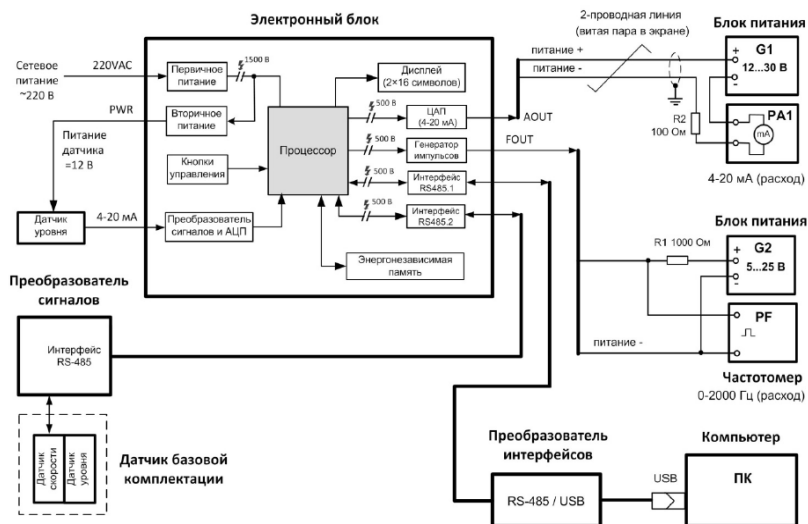 Электронный блок
2-проводная линия
(витая пара в экране)
Блок питания
G1
12...30 В
+
-
питание +
питание -
R2
100 Ом
PA1
mA
4-20 мА (расход)
Сетевое
питание
~220 В
220VAC
Первичное
питание
1500 В
Дисплей
(2×16 символов)
PWR
Вторичное
питание
500 В
ЦАП
(4-20 мА)
AOUT
Питание
датчика
=12 В
Процессор
500 В
Генератор
импульсов
FOUT
Кнопки
управления
500 В
Интерфейс
RS485.1
Датчик
уровня
4-20 мА
Преобразователь
сигналов и АЦП
500 В
Интерфейс
RS485.2
Энергонезависимая
память
Блок питания
R1 1000 Ом
+
G2
5...25 В
-
PF
питание -
Частотомер
0-2000 Гц (расход)
Преобразователь
сигналов
Интерфейс
RS-485
Датчик
скорости
Датчик
уровня
Датчик базовой
комплектации
Преобразователь
интерфейсов
RS-485 / USB
USB
Компьютер
ПК